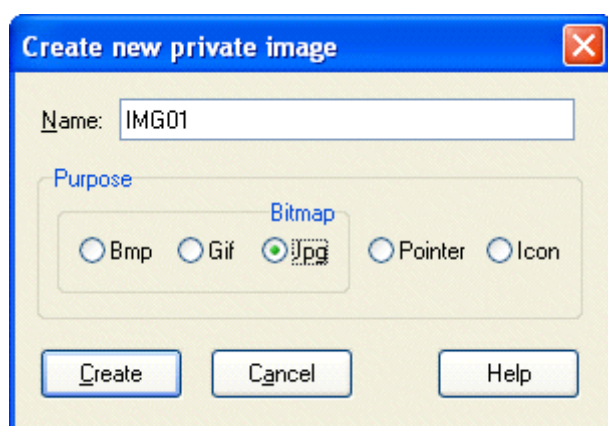 Create new private image
Name: IMG01
Purpose
Bitmap
Bmp Gif Jpg Pointer Icon
Create Cancel Help